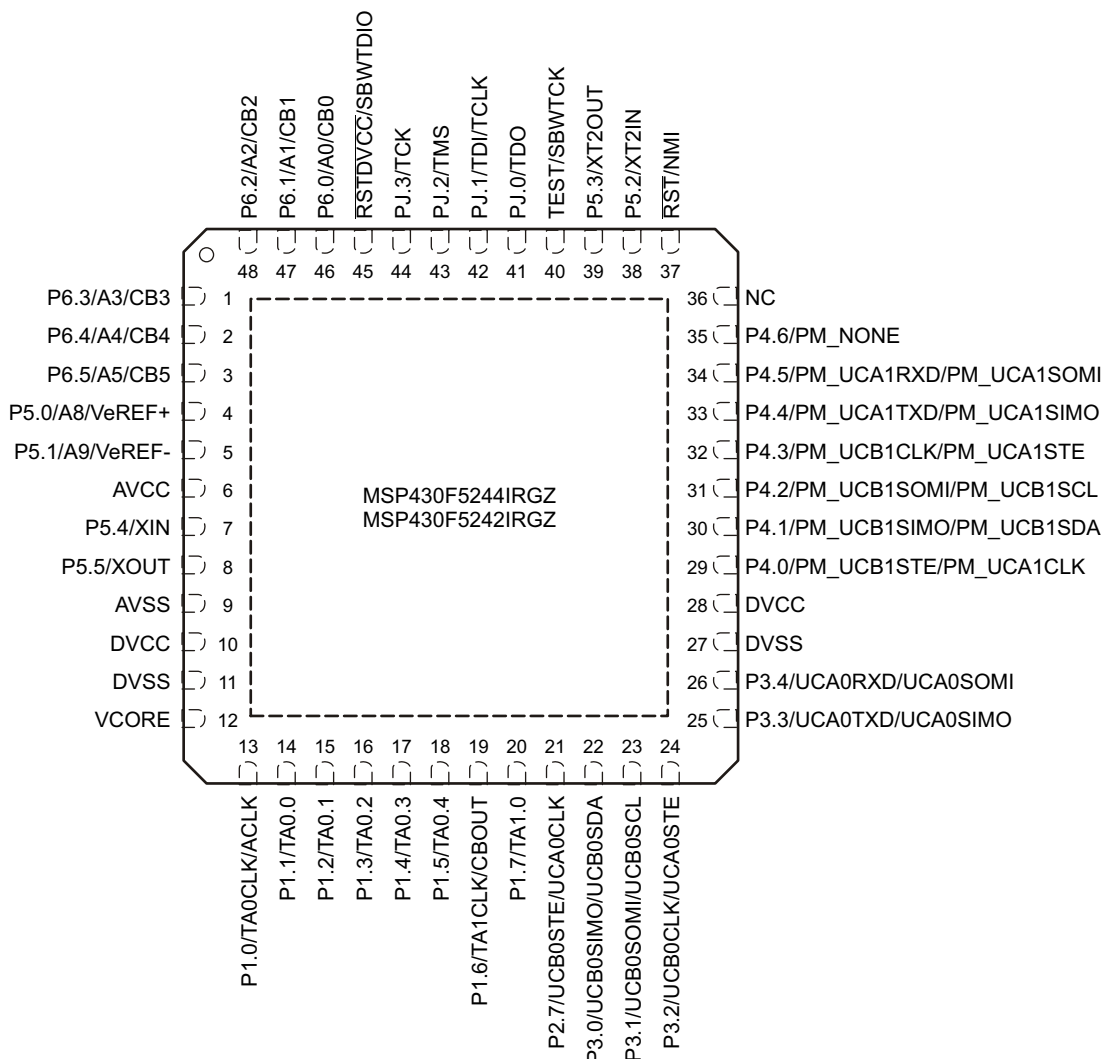 P6.2/A2/CB2
P6.1/A1/CB1
P6.0/A0/CB0
RSTDVCC/SBWTDIO
PJ.3/TCK
PJ.2/TMS
PJ.1/TDI/TCLK
PJ.0/TDO
TEST/SBWTCK
P5.3/XT2OUT
P5.2/XT2IN
RST/NMI
48 47 46 45 44 43 42 41 40 39 38 37
P6.3/A3/CB3 1
P6.4/A4/CB4 2
P6.5/A5/CB5 3
P5.0/A8/VeREF+ 4
P5.1/A9/VeREF- 5
AVCC 6
P5.4/XIN 7
P5.5/XOUT 8
AVSS 9
DVCC 10
DVSS 11
VCORE 12
MSP430F5244IRGZ
MSP430F5242IRGZ
36 NC
35 P4.6/PM_NONE
34 P4.5/PM_UCA1RXD/PM_UCA1SOMI
33 P4.4/PM_UCA1TXD/PM_UCA1SIMO
32 P4.3/PM_UCB1CLK/PM_UCA1STE
31 P4.2/PM_UCB1SOMI/PM_UCB1SCL
30 P4.1/PM_UCB1SIMO/PM_UCB1SDA
29 P4.0/PM_UCB1STE/PM_UCA1CLK
28 DVCC
27 DVSS
26 P3.4/UCA0RXD/UCA0SOMI
25 P3.3/UCA0TXD/UCA0SIMO
13 14 15 16 17 18 19 20 21 22 23 24
P1.0/TA0CLK/ACLK
P1.1/TA0.0
P1.2/TA0.1
P1.3/TA0.2
P1.4/TA0.3
P1.5/TA0.4
P1.6/TA1CLK/CBOUT
P1.7/TA1.0
P2.7/UCB0STE/UCA0CLK
P3.0/UCB0SIMO/UCB0SDA
P3.1/UCB0SOMI/UCB0SCL
P3.2/UCB0CLK/UCA0STE